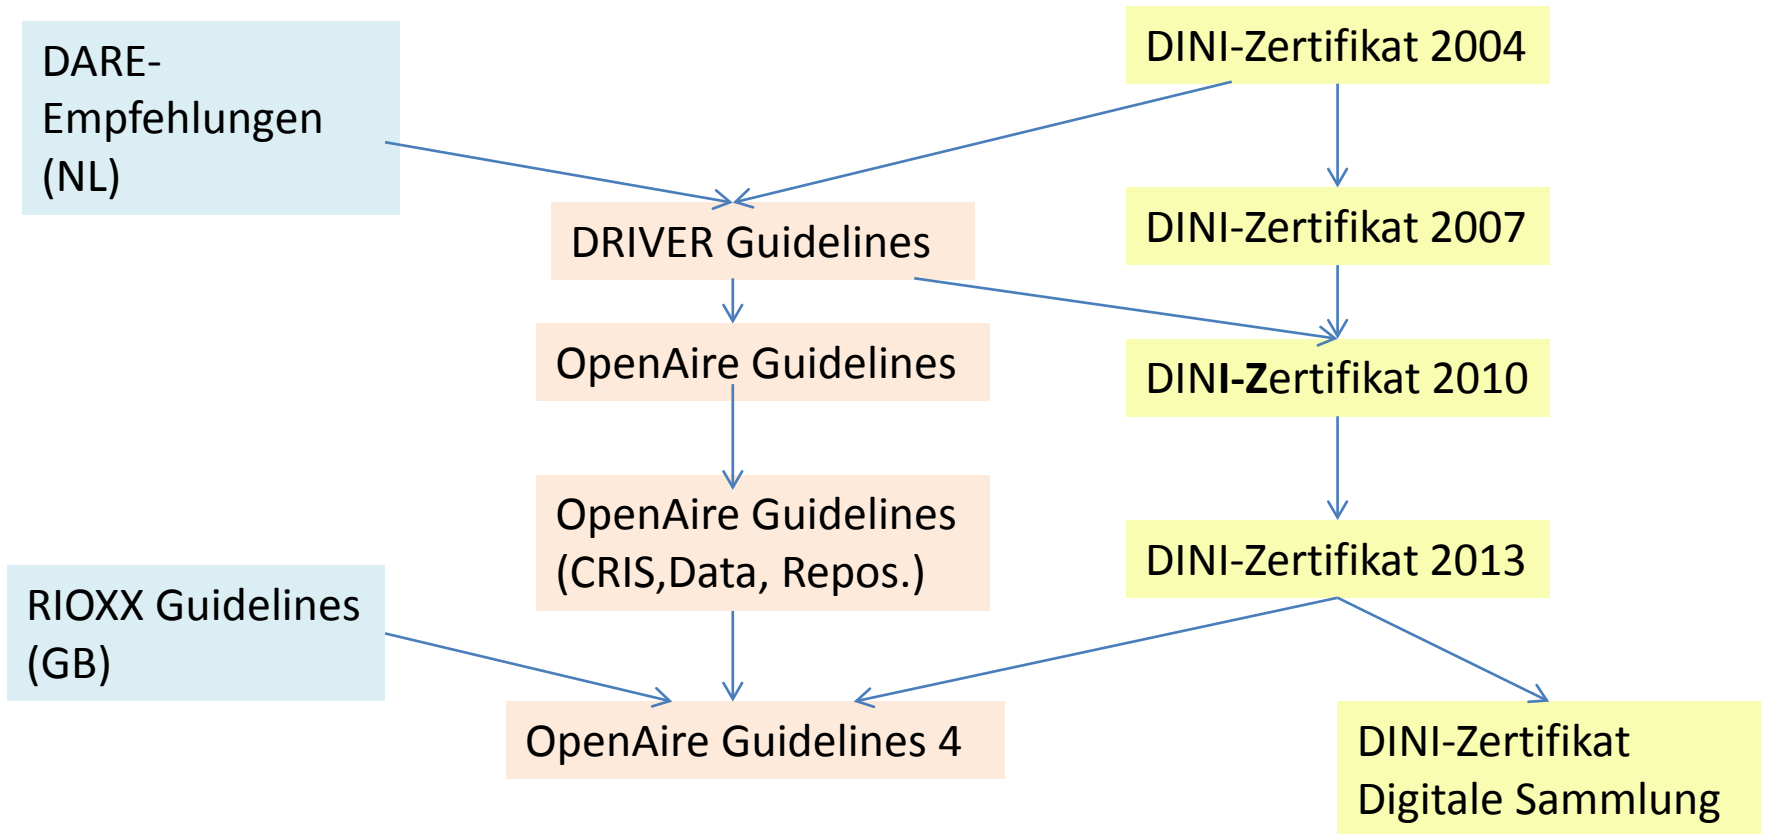 DARE-
Empfehlungen
(NL)
DINI-Zertifikat 2004
DRIVER Guidelines
DINI-Zertifikat 2007
OpenAire Guidelines
DINI-Zertifikat 2010
OpenAire Guidelines
(CRIS,Data, Repos.)
DINI-Zertifikat 2013
RIOXX Guidelines
(GB)
OpenAire Guidelines 4
DINI-Zertifikat
Digitale Sammlung